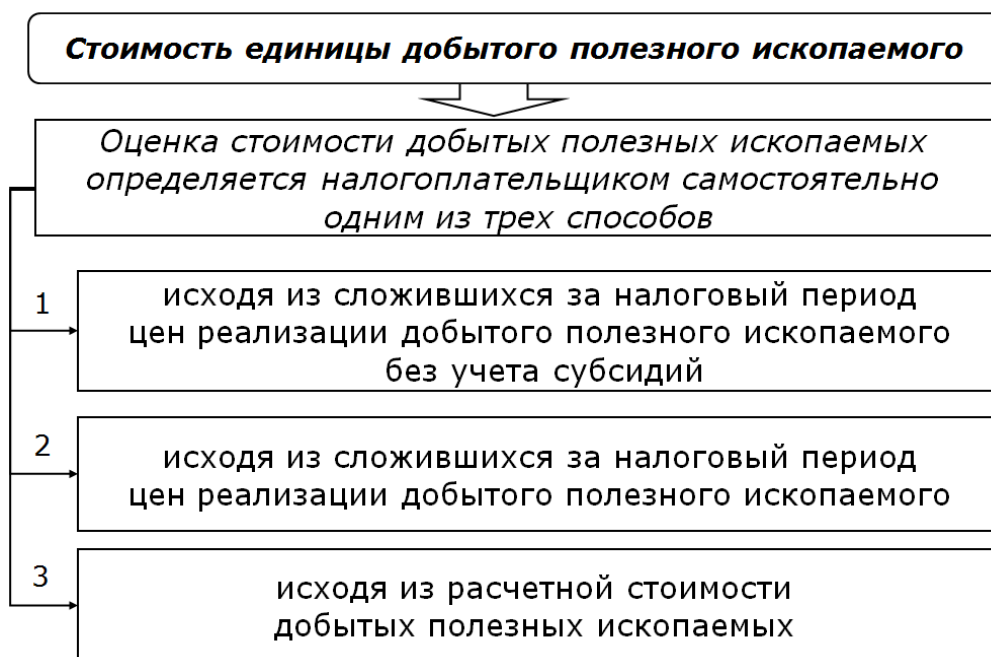 Стоимость единицы добытого полезного ископаемого
Оценка стоимости добытых полезных ископаемых
определяется налогоплательщиком самостоятельно
одним из трех способов
1
исходя из сложившихся за налоговый период
цен реализации добытого полезного ископаемого
без учета субсидий
2
исходя из сложившихся за налоговый период
цен реализации добытого полезного ископаемого
3
исходя из расчетной стоимости
добытых полезных ископаемых